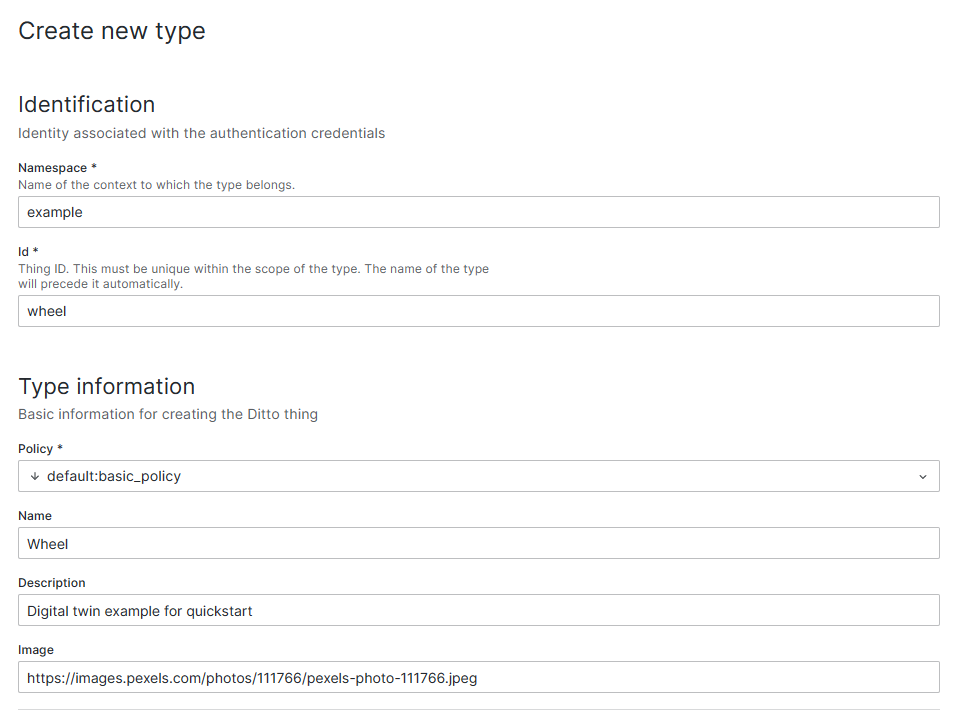 Create new type
Identification
Identity associated with the authentication credentials
Namespace *
Name of the context to which the type belongs.
example
Id *
Thing ID. This must be unique within the scope of the type. The name of the type
will precede it automatically.
wheel
Type information
Basic information for creating the Ditto thing
Policy *
default:basic_policy
Name
Wheel
Description
Digital twin example for quickstart
Image
https://images.pexels.com/photos/111766/pexels-photo-111766.jpeg